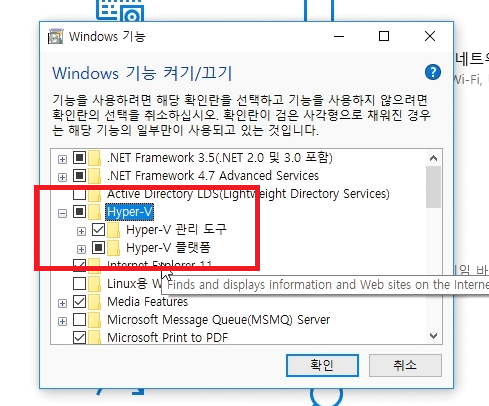 Windows 기능
Windows 기능 켜기/끄기
네트워
Wi-Fi,
기능을 사용하려면 해당 확인란을 선택하고 기능을 사용하지 않으려면
확인란의 선택을 취소하십시오. 확인란이 검은 사각형으로 채워진 경우
는 해당 기능의 일부만이 사용되고 있는 것입니다.
.NET Framework 3.5(.NET 2.0 및 3.0 포함)
.NET Framework 4.7 Advanced Services
Active Directory LDS(Lightweight Directory Services)
Hyper-V
Hyper-V 관리 도구
Hyper-V 플랫폼
Internet Explorer 11
Linux용 W
Finds and displays information and Web sites on the Interne
Media Features
Microsoft Message Queue(MSMQ) Server
Microsoft Print to PDF
확인
취소